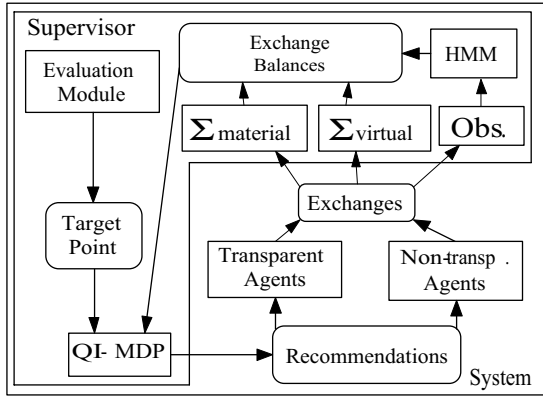 Supervisor
Exchange
Balances
HMM
Evaluation
Module
Σ material
Σ virtual
Obs.
Target
Point
Exchanges
Transparent
Agents
Non-transp .
Agents
QI- MDP
Recommendations
System